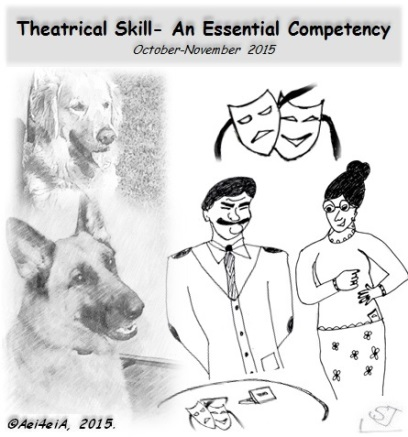 Theatrical Skill- An Essential Competency
October-November 2015
©Aei4eiA, 2015.